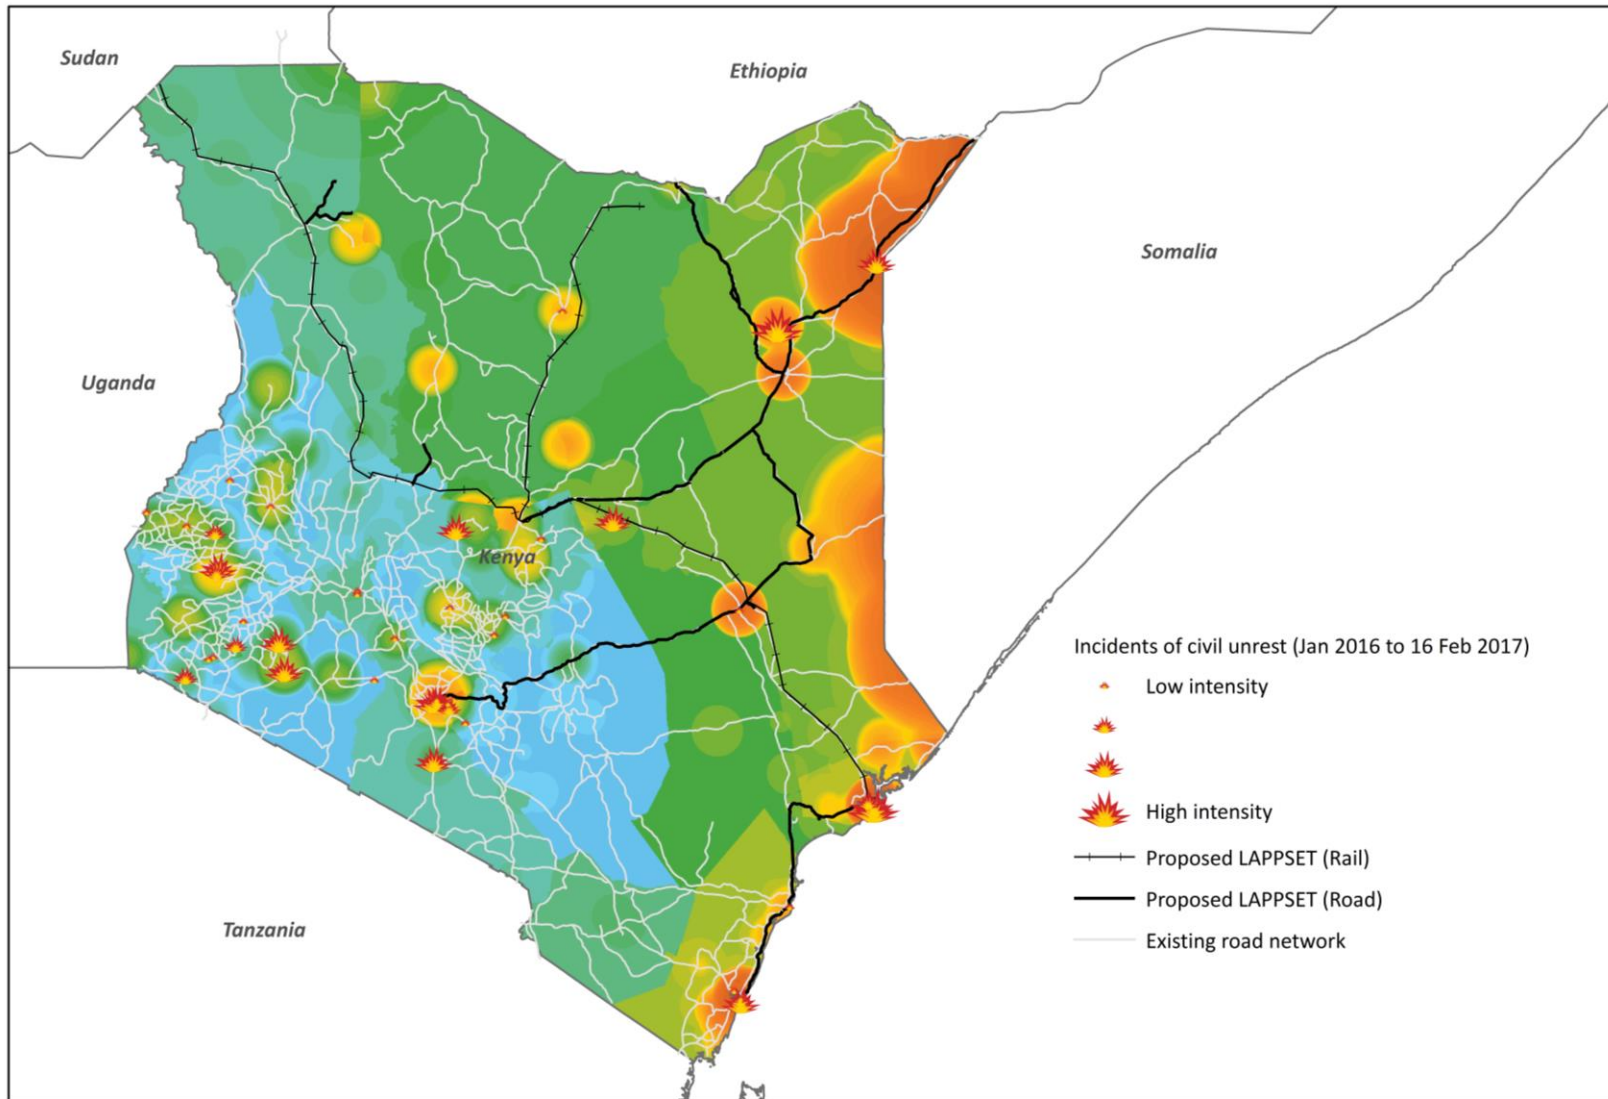 Sudan
Ethiopia
Somalia
Uganda
Kenya
Tanzania
Incidents of civil unrest (Jan 2016 to 16 Feb 2017)
Low intensity
High intensity
Proposed LAPPSET (Rail)
Proposed LAPPSET (Road)
Existing road network